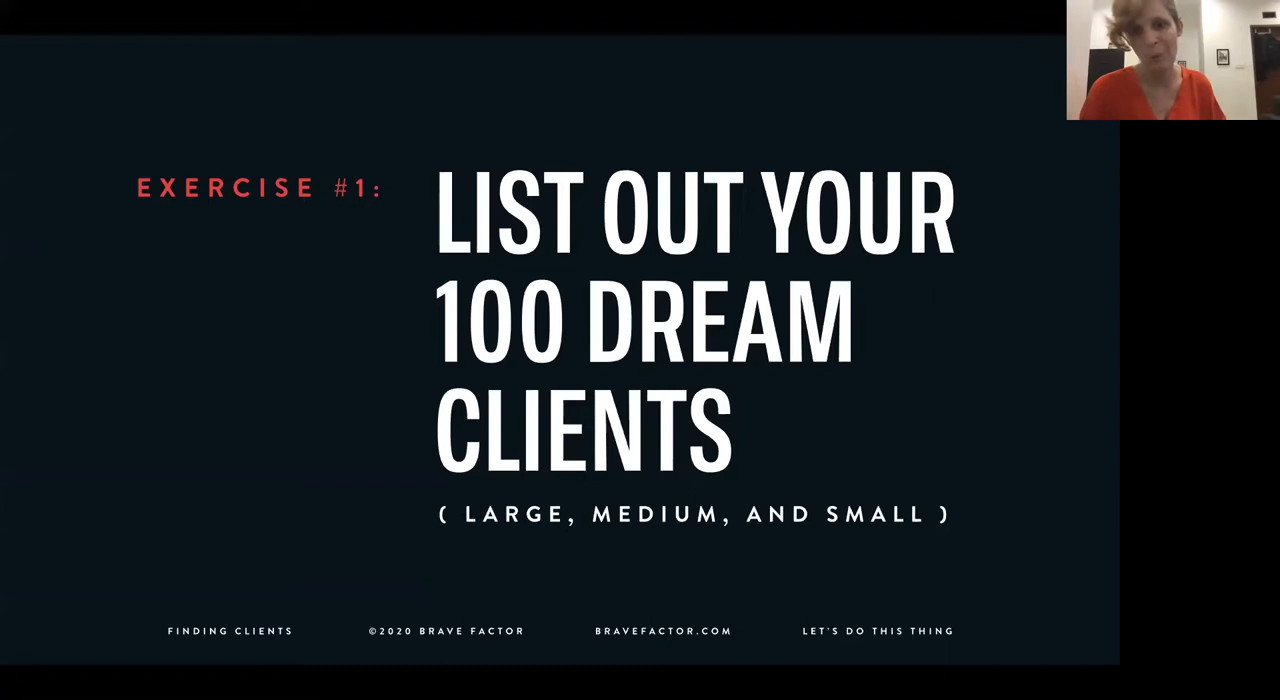 EXERCISE #1:
LIST OUT YOUR
100 DREAM
CLIENTS
( LARGE, MEDIUM, AND SMALL )
FINDING CLIENTS ©2020 BRAVE FACTOR BRAVEFACTOR.COM LET'S DO THIS THING